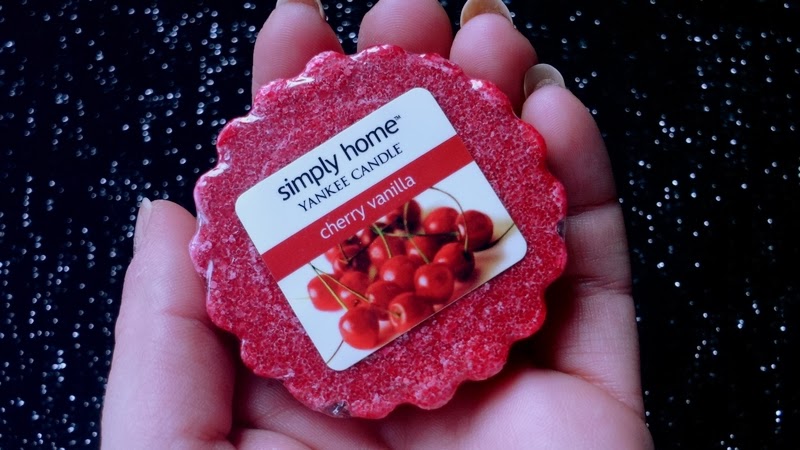 simply home™
YANKEE CANDLE
cherry vanilla